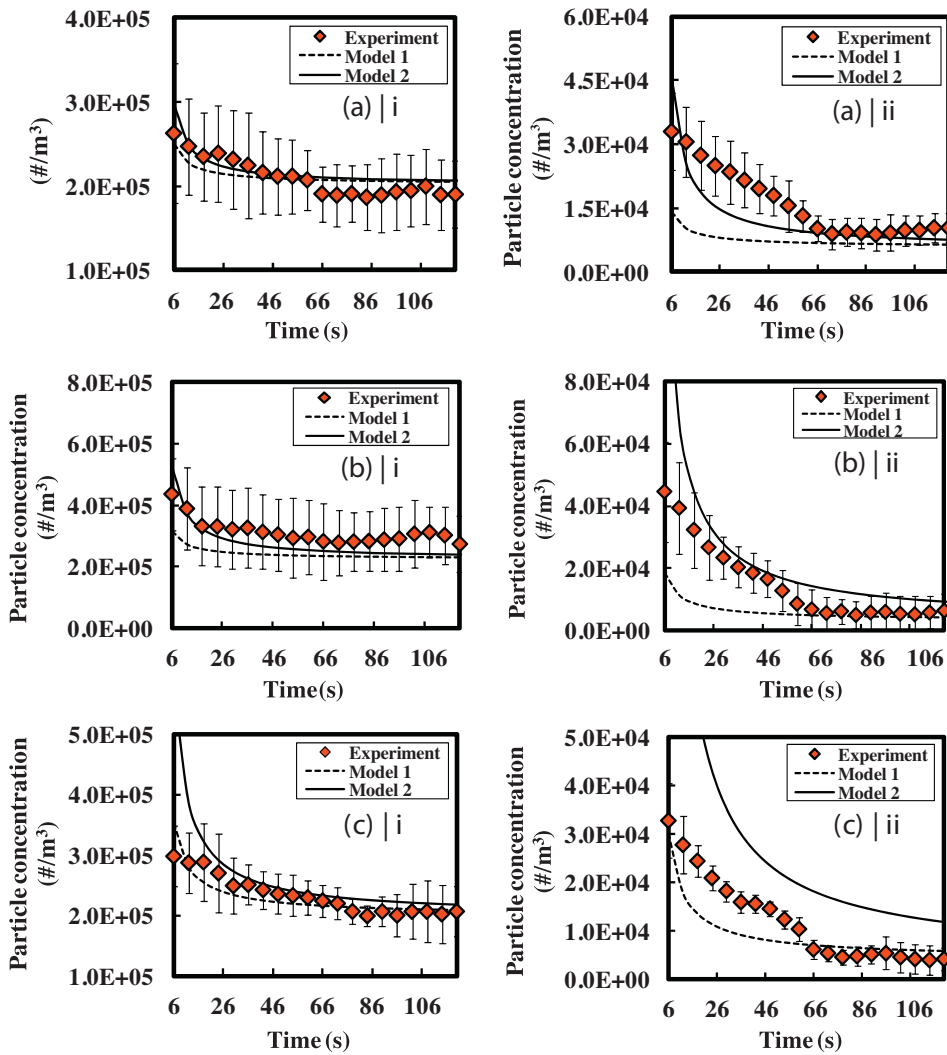 4.0E+05
3.0E+05
2.0E+05
1.0E+05
(#/m³)
Experiment
Model 1
Model 2
(a) | i
6 26 46 66 86 106
Time (s)
6.0E+04
4.5E+04
3.0E+04
1.5E+04
0.0E+00
Particle concentration
(#/m³)
Experiment
Model 1
Model 2
(a) | ii
6 26 46 66 86 106
Time (s)
8.0E+05
6.0E+05
4.0E+05
2.0E+05
0.0E+00
Particle concentration
(#/m³)
Experiment
Model 1
Model 2
(b) | i
6 26 46 66 86 106
Time (s)
8.0E+04
6.0E+04
4.0E+04
2.0E+04
0.0E+00
Particle concentration
(#/m³)
Experiment
Model 1
Model 2
(b) | ii
6 26 46 66 86 106
Time (s)
5.0E+05
4.0E+05
3.0E+05
2.0E+05
1.0E+05
Particle concentration
(#/m³)
Experiment
Model 1
Model 2
(c) | i
6 26 46 66 86 106
Time (s)
5.0E+04
4.0E+04
3.0E+04
2.0E+04
1.0E+04
0.0E+00
Particle concentration
(#/m³)
Experiment
Model 1
Model 2
(c) | ii
6 26 46 66 86 106
Time (s)